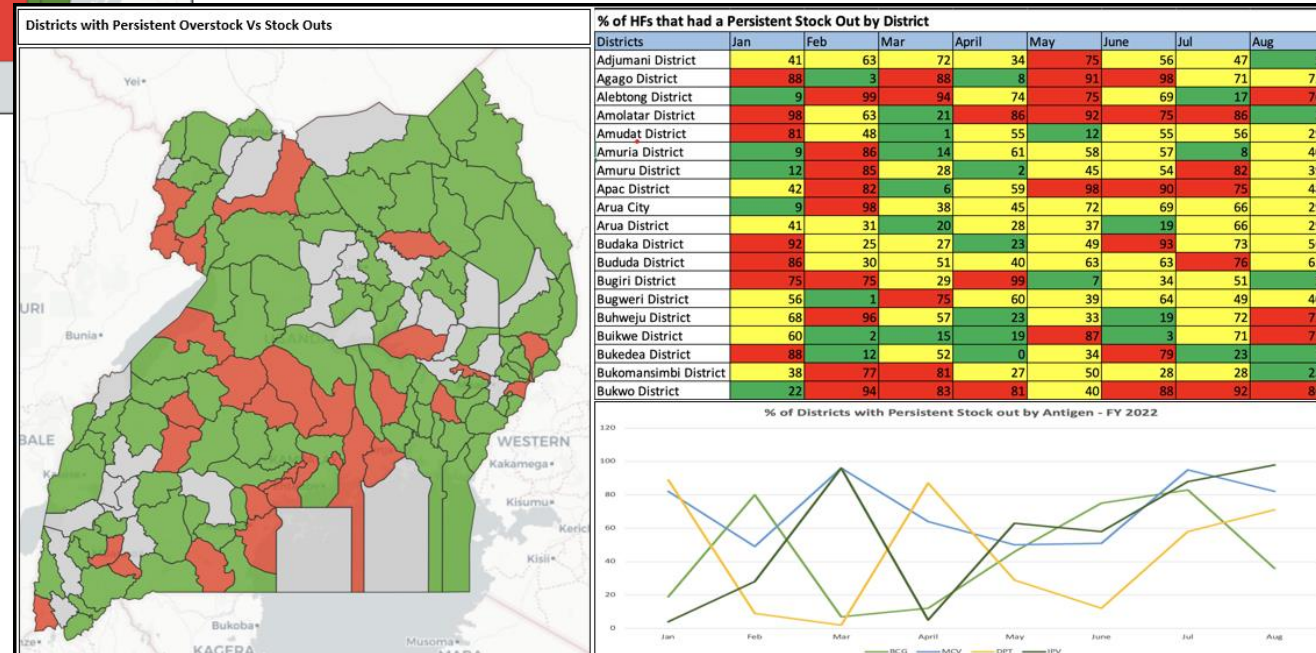 Districts with Persistent Overstock Vs Stock Outs
Yei
URI
Bunia
BALE
WESTERN
Kakamega
Kisumu
Kisii
Bukoba
KAGERA
Musoma
% of HFs that had a Persistent Stock Out by District
Districts Jan Feb Mar April May June Jul Aug
Adjumani District 41 63 72 34 75 56 47
Agago District 88 3 88 8 91 98 71
Alebtong District 9 99 94 74 75 69 17
Amolatar District 98 63 21 86 92 75 86
Amudat District 81 48 1 55 12 55 56
Amuria District 9 86 14 61 58 57 8
Amuru District 12 85 28 2 45 54 82
Apac District 42 82 6 59 98 90 75
Arua City 9 98 38 45 72 69 66
Arua District 41 31 20 28 37 19 66
Budaka District 92 25 27 23 49 93 73
Bududa District 86 30 51 40 63 63 76
Bugiri District 75 75 29 99 7 34 51
Bugweri District 56 1 75 60 39 64 49
Buhweju District 68 96 57 23 33 19 72
Buikwe District 60 2 15 19 87 3 71
Bukedea District 88 12 52 0 34 79 23
Bukomansimbi District 38 77 81 27 50 28 28
Bukwo District 22 94 83 81 40 88 92
% of Districts with Persistent Stock out by Antigen - FY 2022
120
100
80
60
40
20
0
Jan Feb Mar April May June Jul Aug
BCG MCV DPT IPV